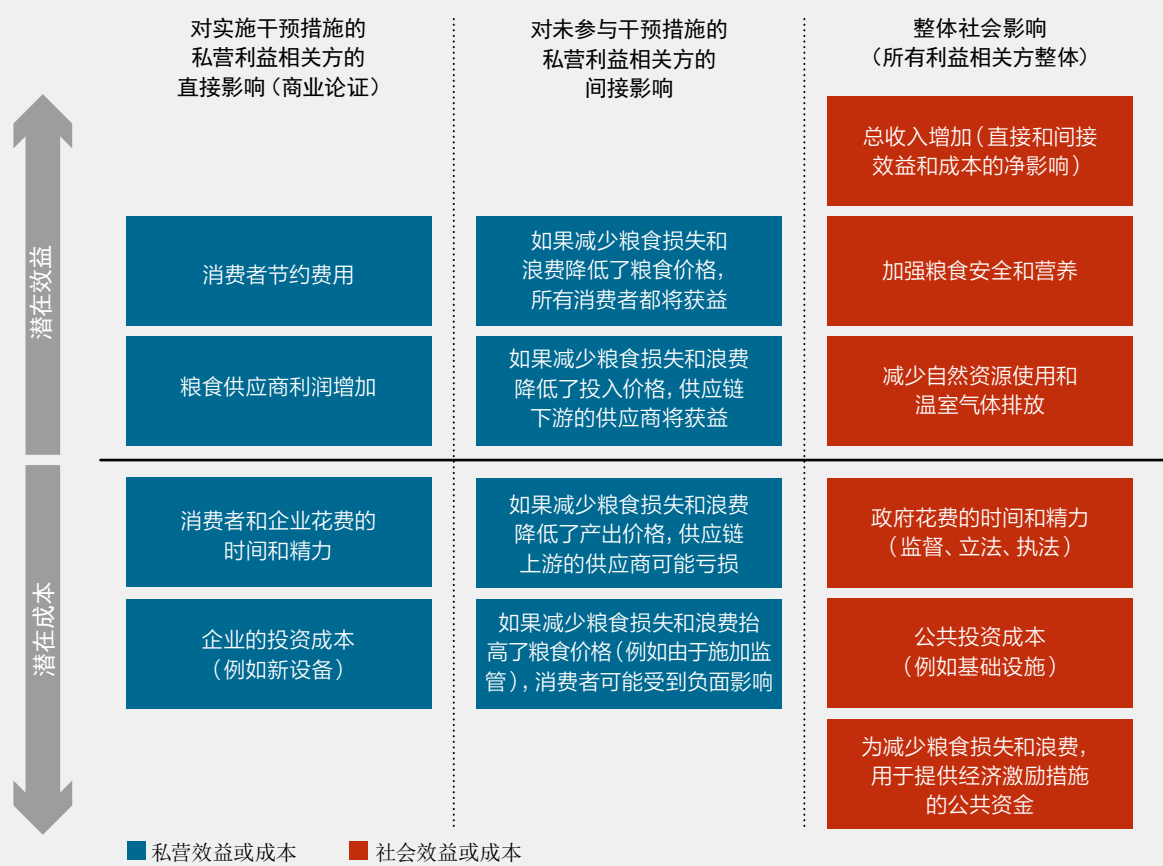 对实施干预措施的
私营利益相关方的
直接影响（商业论证）
对未参与干预措施的
私营利益相关方的
间接影响
整体社会影响
（所有利益相关方整体）
潜在效益
总收入增加（直接和间接
效益和成本的净影响）
消费者节约费用
如果减少粮食损失和
浪费降低了粮食价格，
所有消费者都将获益
加强粮食安全和营养
粮食供应商利润增加
如果减少粮食损失和浪费
降低了投入价格，供应链
下游的供应商将获益
减少自然资源使用和
温室气体排放
潜在成本
消费者和企业花费的
时间和精力
如果减少粮食损失和浪费
降低了产出价格，供应链
上游的供应商可能亏损
政府花费的时间和精力
（监督、立法、执法）
企业的投资成本
（例如新设备）
如果减少粮食损失和浪费抬
高了粮食价格（例如由于施加监
管），消费者可能受到负面影响
公共投资成本
（例如基础设施）
为减少粮食损失和浪费，
用于提供经济激励措施
的公共资金
私营效益或成本
社会效益或成本